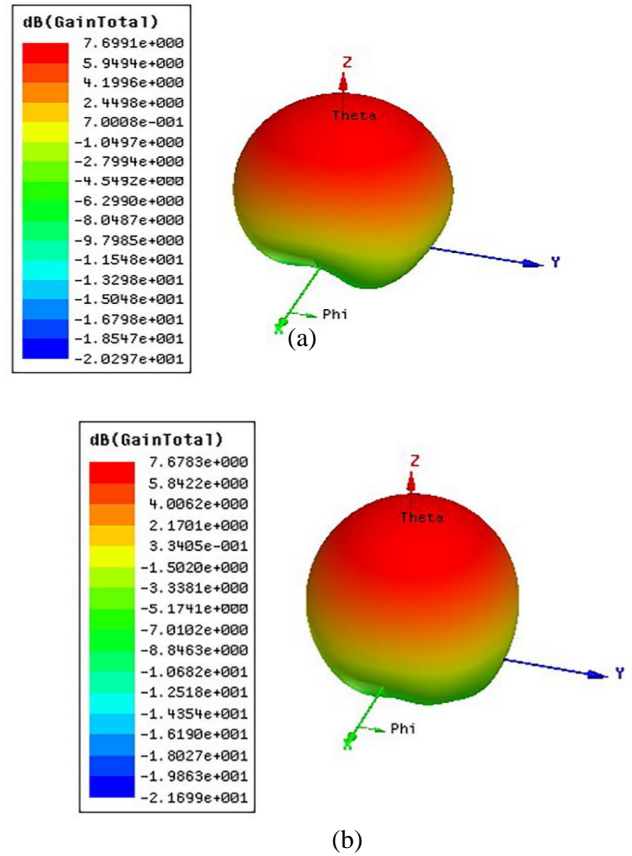 dB(GainTotal)
7.6991e+000
5.9494e+000
4.1996e+000
2.4498e+000
7.0008e-001
-1.0497e+000
-2.7994e+000
-4.5492e+000
-6.2990e+000
-8.0487e+000
-9.7985e+000
-1.1548e+001
-1.3298e+001
-1.5048e+001
-1.6798e+001
-1.8547e+001
-2.0297e+001
Z
Theta
Y
Phi
X
(a)
dB(GainTotal)
7.6783e+000
5.8422e+000
4.0062e+000
2.1701e+000
3.3405e-001
-1.5020e+000
-3.3381e+000
-5.1741e+000
-7.0102e+000
-8.8463e+000
-1.0682e+001
-1.2518e+001
-1.4354e+001
-1.6190e+001
-1.8027e+001
-1.9863e+001
-2.1699e+001
Z
Theta
Y
Phi
X
(b)